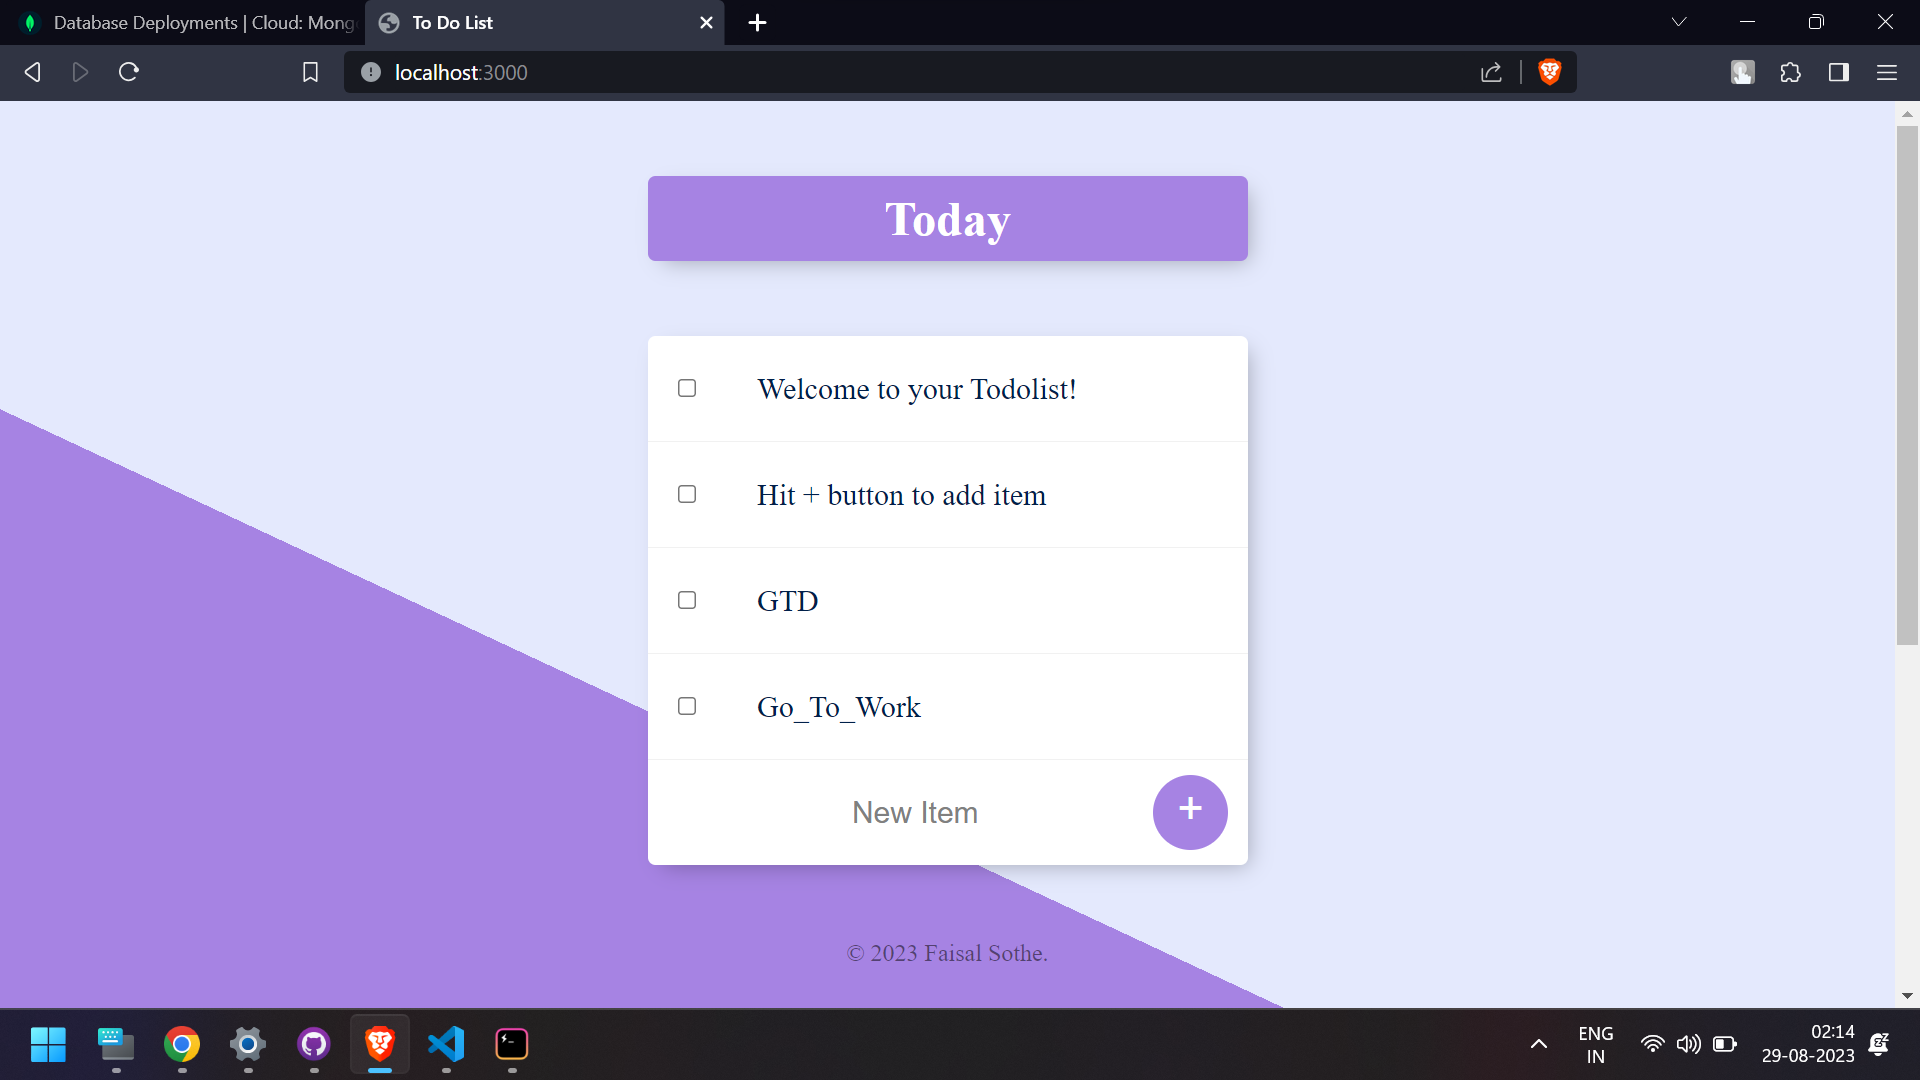 Database Deployments | Cloud: Mong
To Do List
localhost:3000
Today
Welcome to your Todolist!
Hit + button to add item
GTD
Go_To_Work
New Item
+
© 2023 Faisal Sothe.
ENG
IN
02:14
29-08-2023